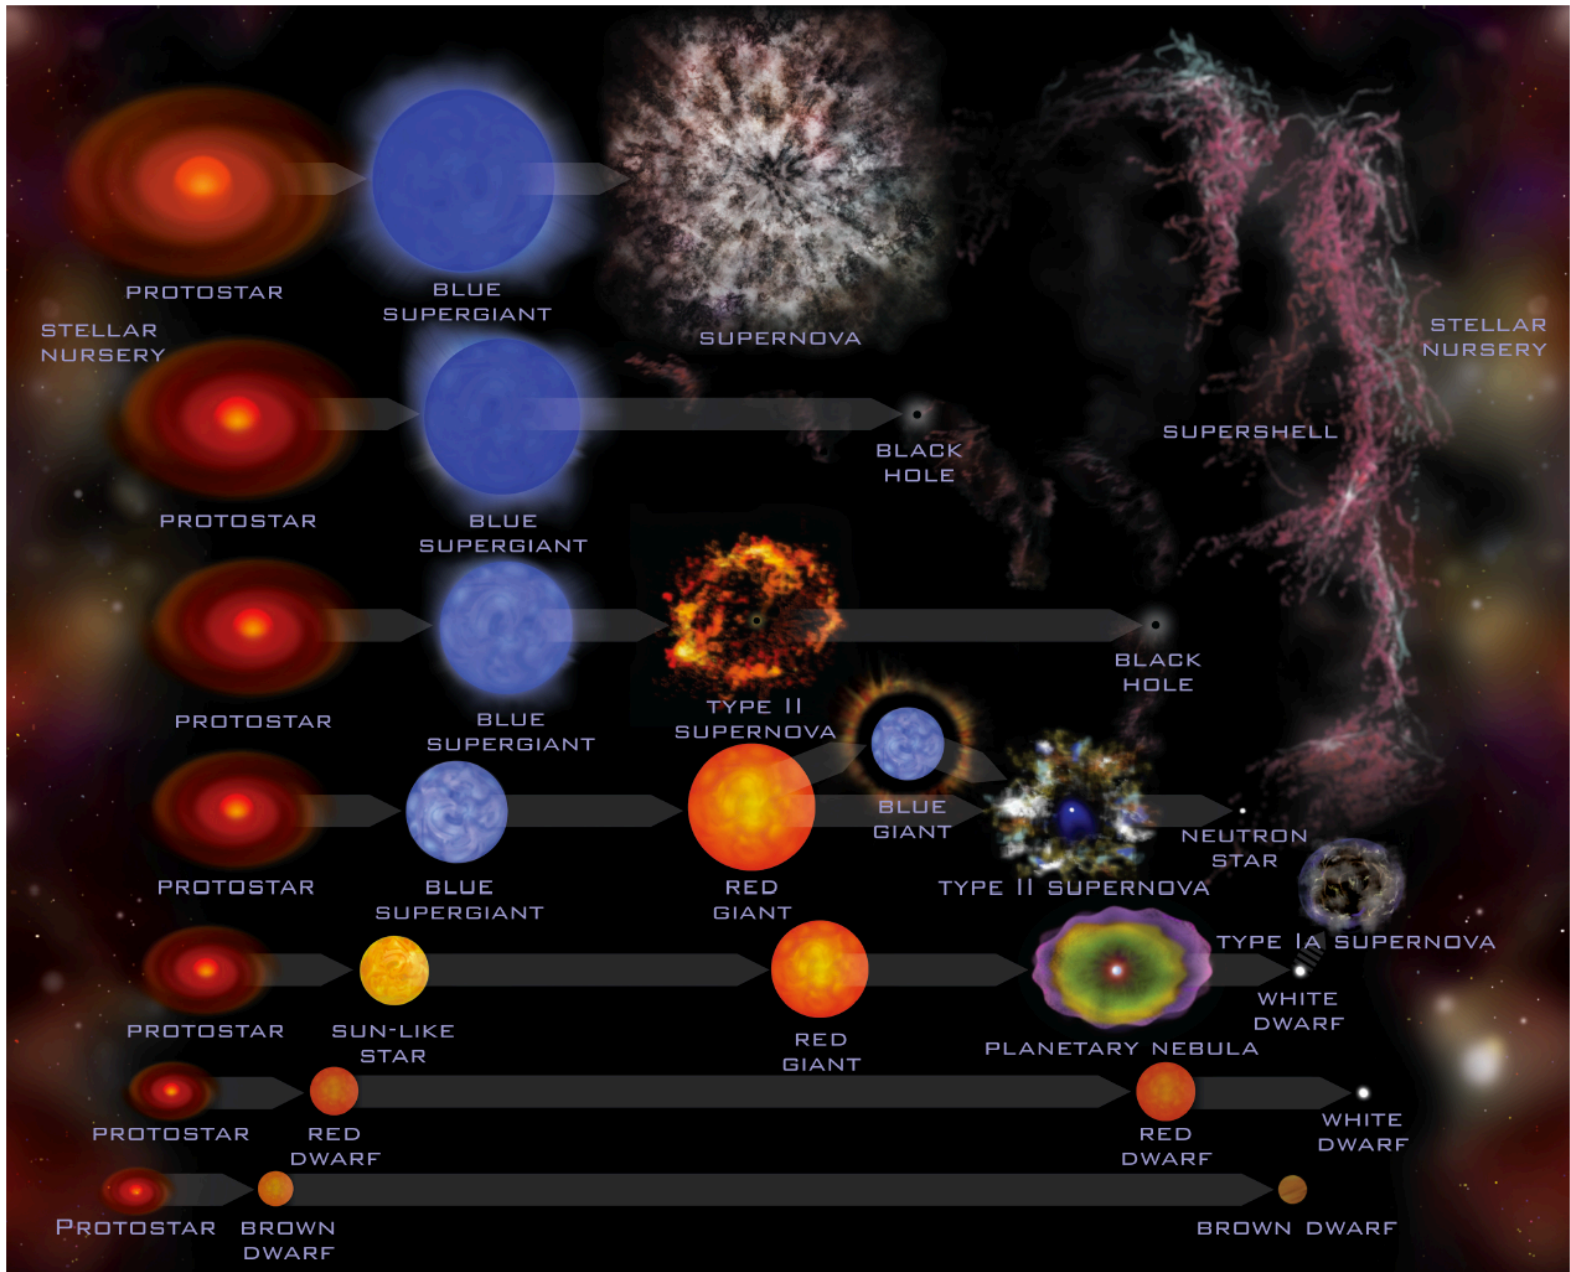 PROTOSTAR
BLUE
SUPERGIANT
SUPERNOVA
STELLAR
NURSERY
STELLAR
NURSERY
SUPERSHELL
PROTOSTAR
BLUE
SUPERGIANT
BLACK
HOLE
PROTOSTAR
BLUE
SUPERGIANT
TYPE II
SUPERNOVA
BLACK
HOLE
PROTOSTAR
BLUE
SUPERGIANT
RED
GIANT
BLUE
GIANT
TYPE II SUPERNOVA
NEUTRON
STAR
TYPE IA SUPERNOVA
PROTOSTAR
SUN-LIKE
STAR
RED
GIANT
PLANETARY NEBULA
WHITE
DWARF
PROTOSTAR
RED
DWARF
RED
DWARF
WHITE
DWARF
PROTOSTAR
BROWN
DWARF
BROWN DWARF